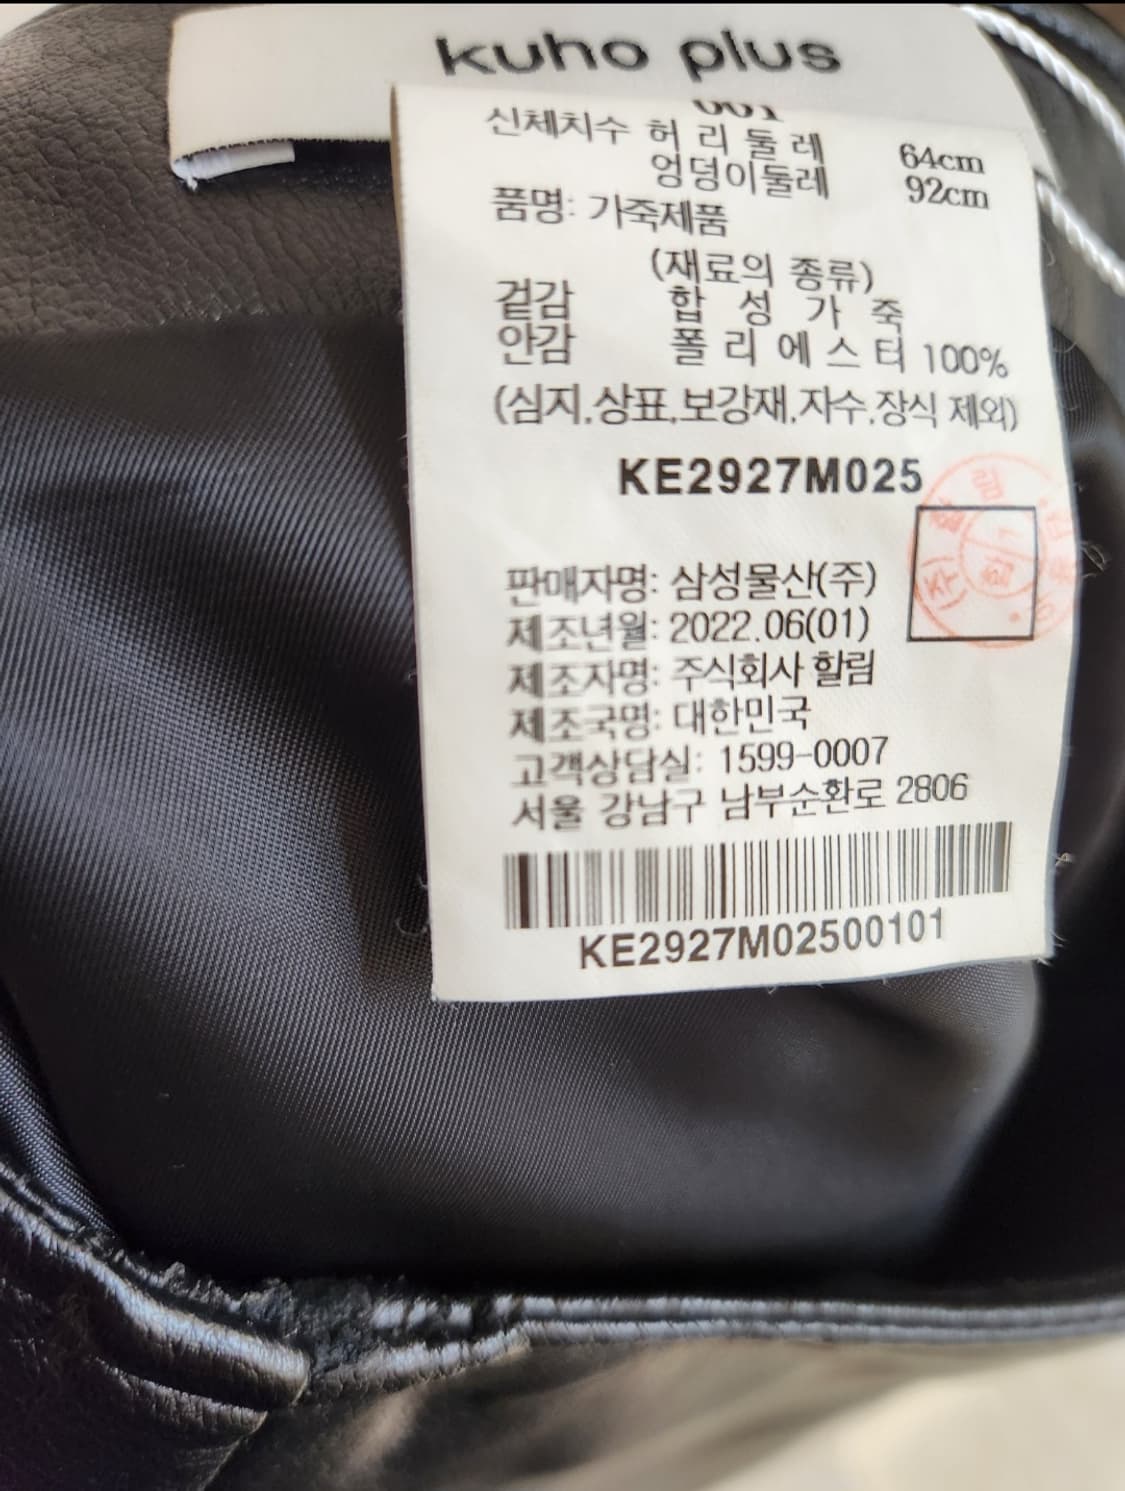 kuho plus
001
신체치수 허 리 둘 레 64cm
엉덩이둘레 92cm
품명: 가죽제품
(재료의 종류)
겉감 합 성 가 죽
안감 폴 리 에 스 터 100%
(심지,상표,보강재,자수,장식 제외)
KE2927M025
판매자명: 삼성물산(주)
제조년월: 2022.06(01)
제조자명: 주식회사 할림
제조국명: 대한민국
고객상담실: 1599-0007
서울 강남구 남부순환로 2806
KE2927M02500101